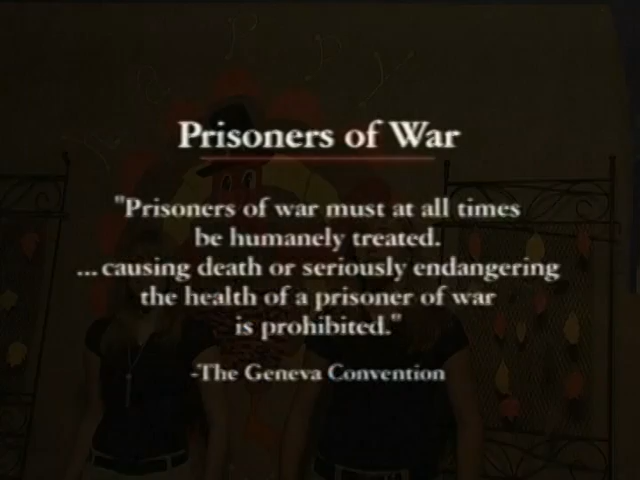 Prisoners of War
"Prisoners of war must at all times
be humanely treated.
...causing death or seriously endangering
the health of a prisoner of war
is prohibited."
-The Geneva Convention